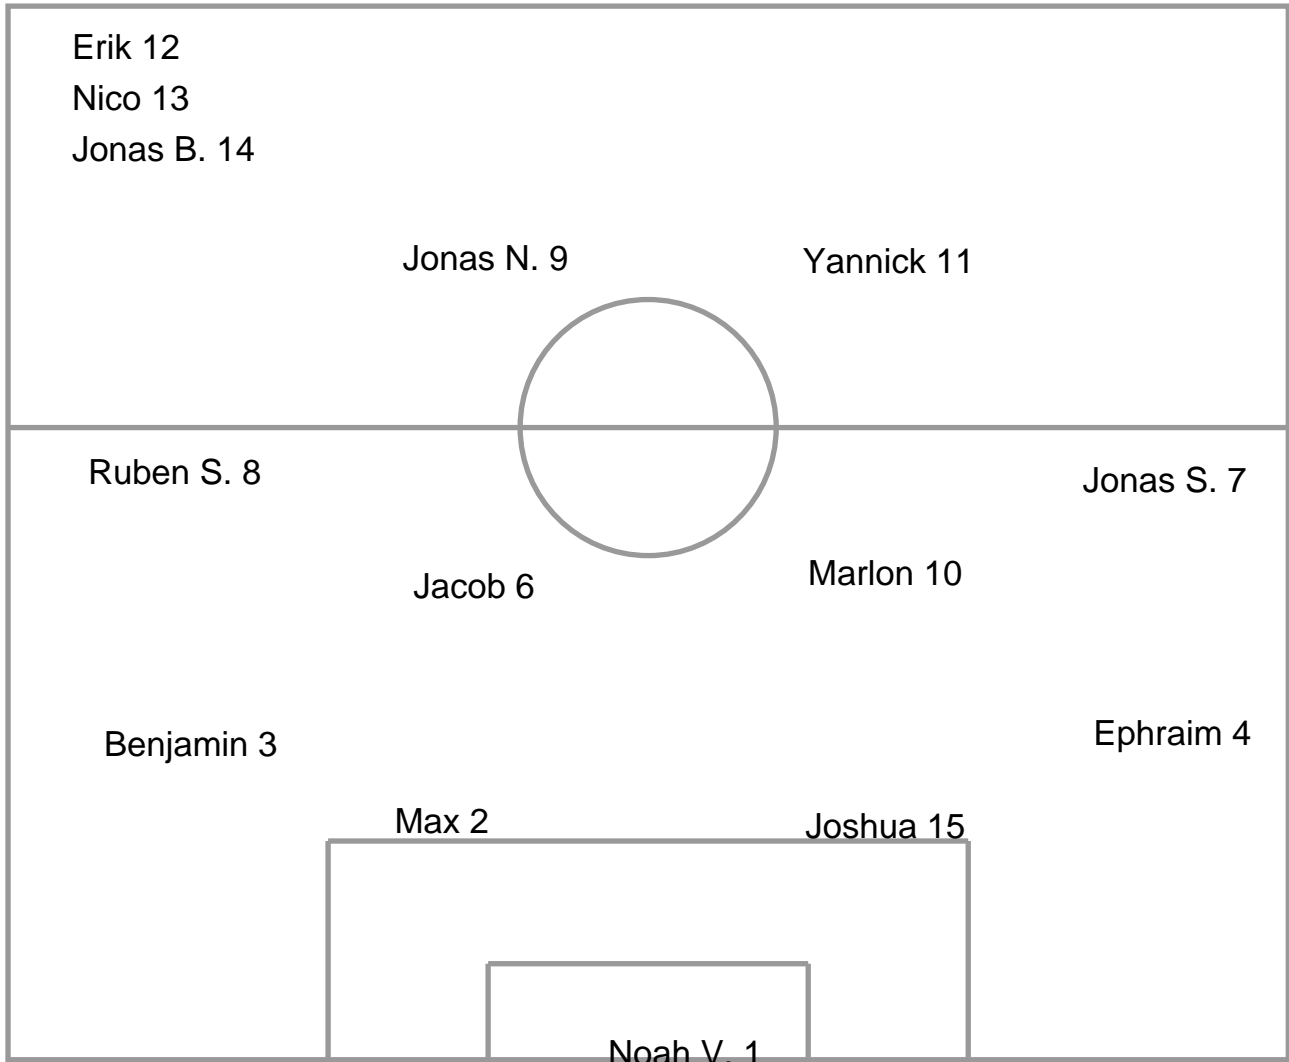 Erik 12
Nico 13
Jonas B. 14
Jonas N. 9
Yannick 11
Ruben S. 8
Jonas S. 7
Jacob 6
Marlon 10
Benjamin 3
Ephraim 4
Max 2
Joshua 15
Noah V. 1